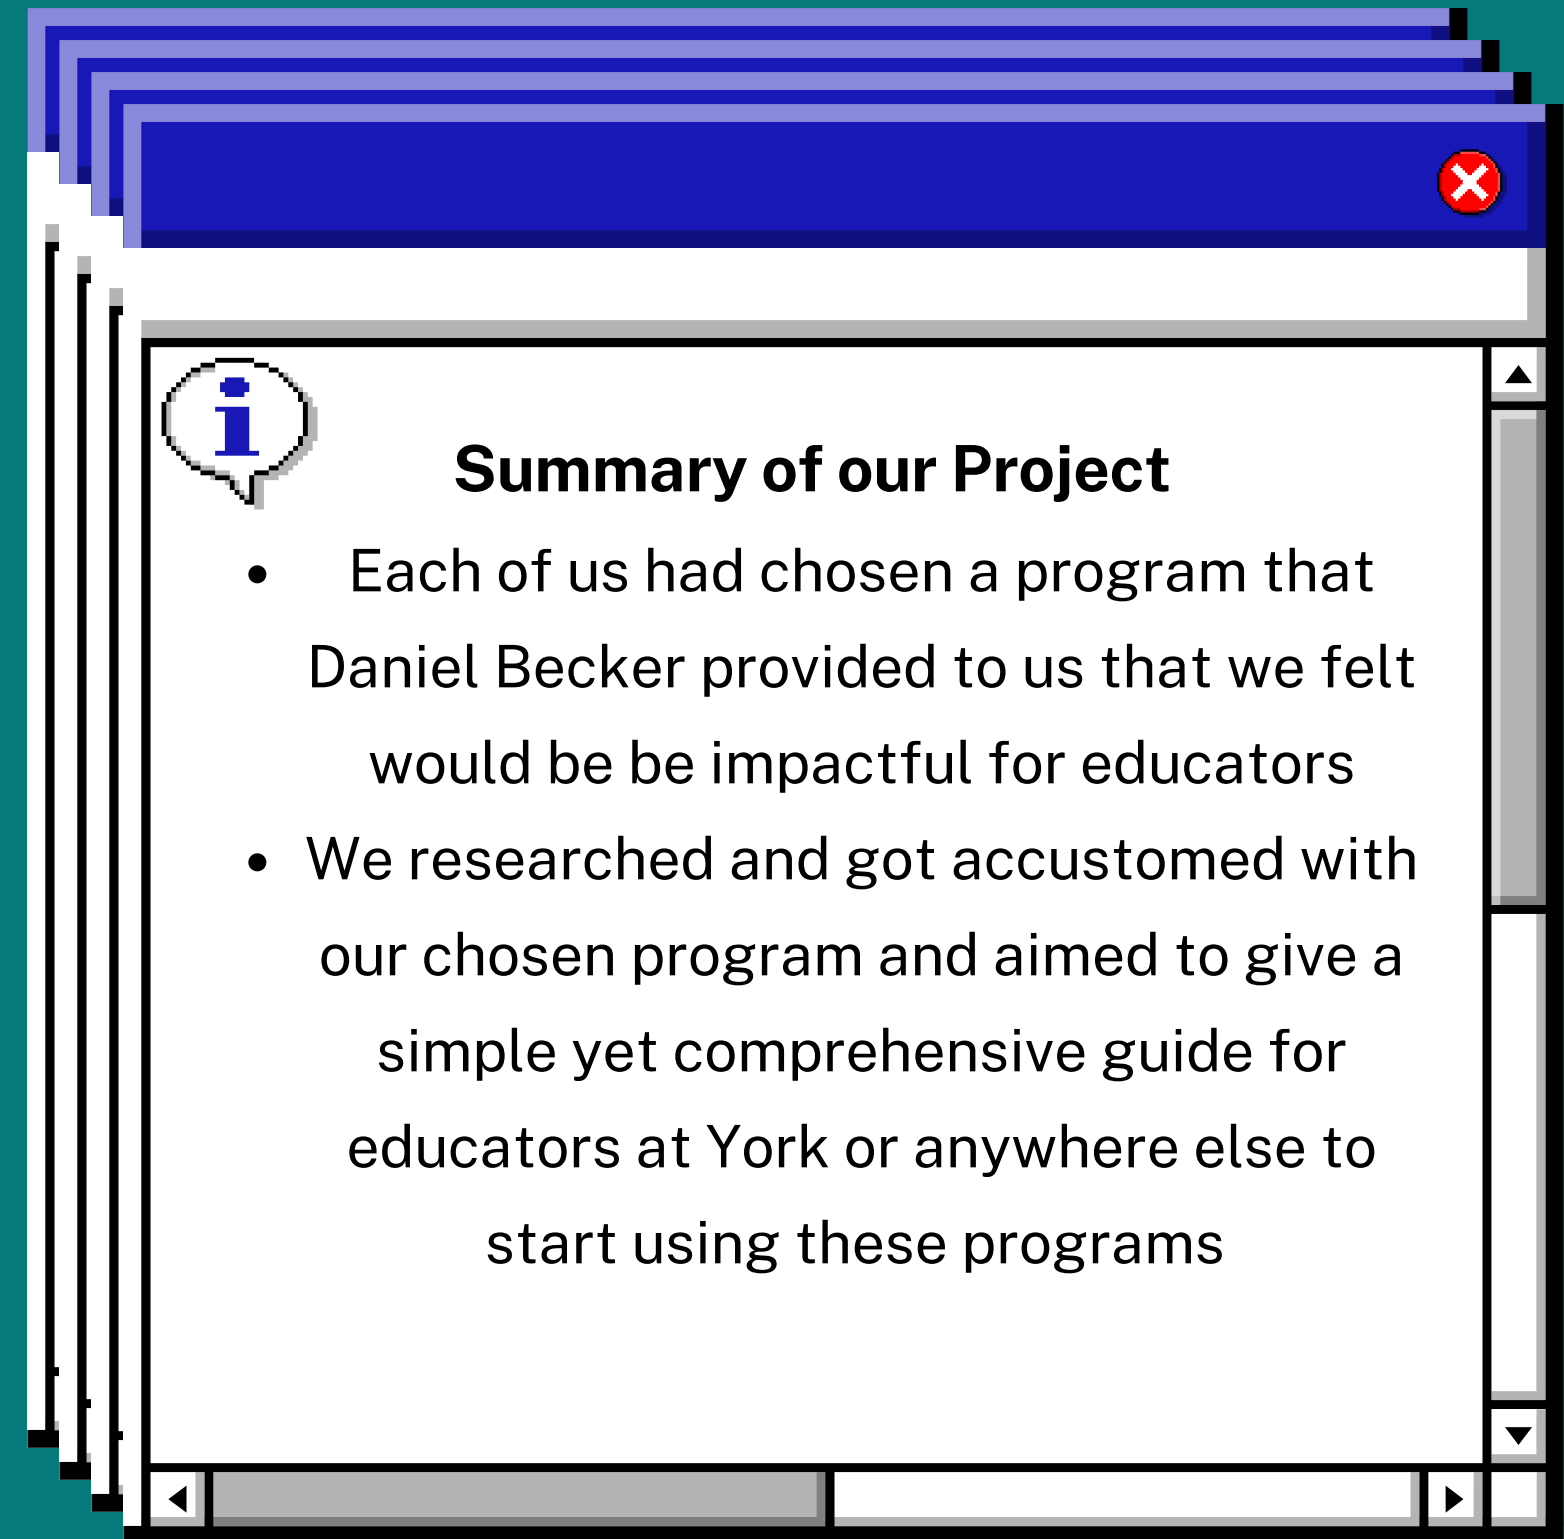 i
Summary of our Project
• Each of us had chosen a program that
Daniel Becker provided to us that we felt
would be be impactful for educators
• We researched and got accustomed with
our chosen program and aimed to give a
simple yet comprehensive guide for
educators at York or anywhere else to
start using these programs